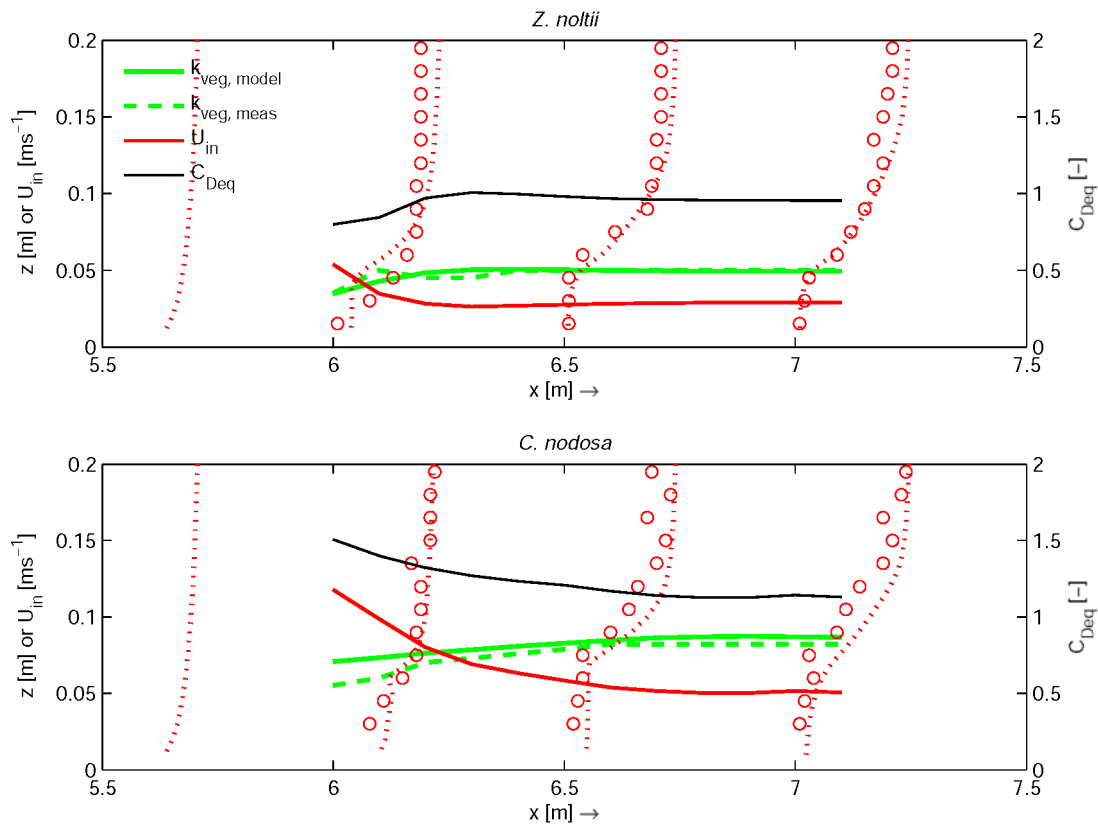 Z. noltii
0.2
0.15
0.1
0.05
0
z [m] or U_in [ms⁻¹]
k_veg, model
k_veg, meas
U_in
C_Deq
2
1.5
1
0.5
0
C_Deq [-]
5.5 6 6.5 7 7.5
x [m] →
C. nodosa
0.2
0.15
0.1
0.05
0
z [m] or U_in [ms⁻¹]
2
1.5
1
0.5
0
C_Deq [-]
5.5 6 6.5 7 7.5
x [m] →